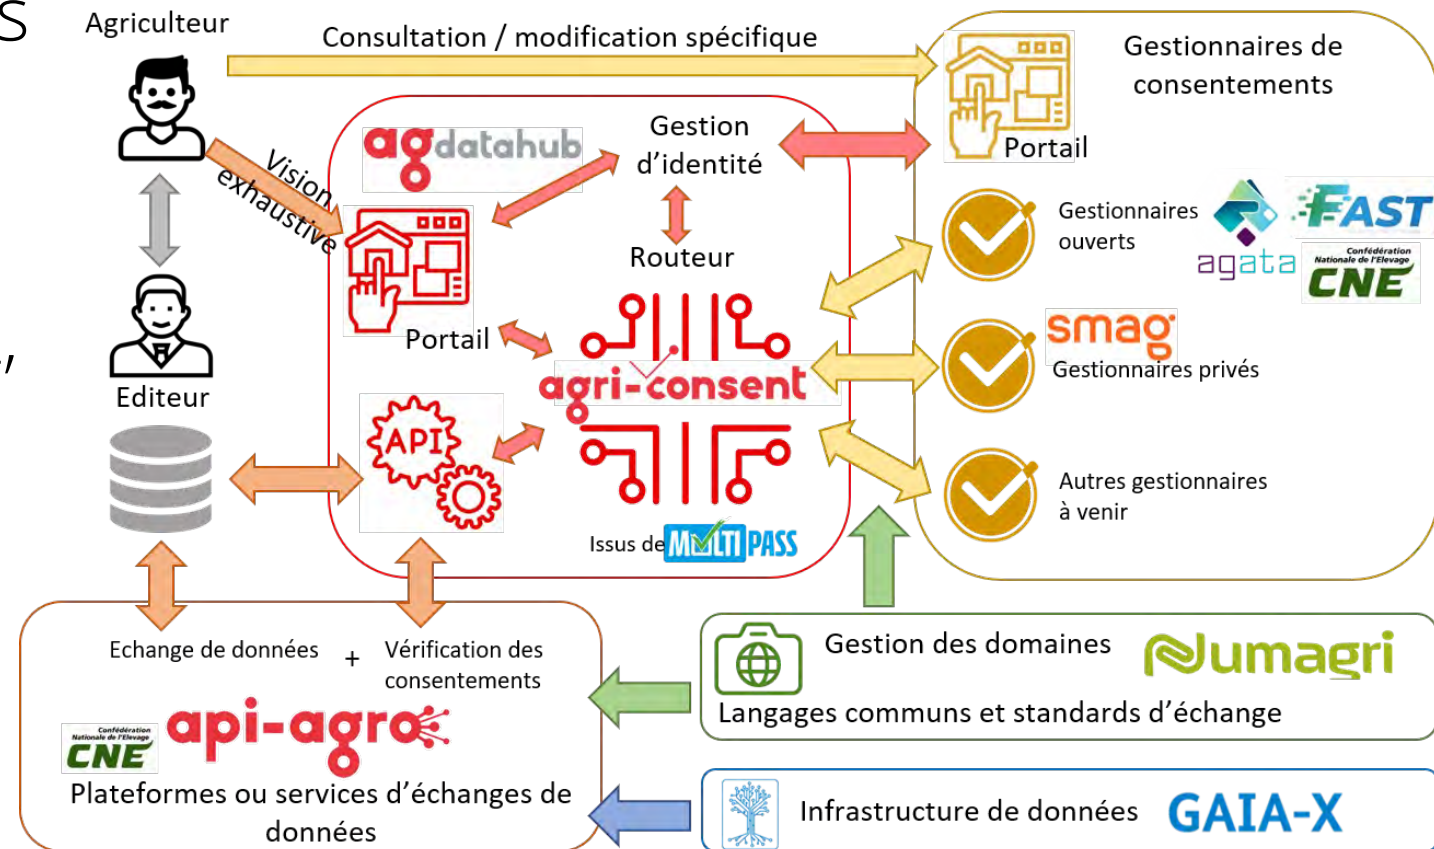 s
Agriculteur
Consultation / modification spécifique
Gestionnaires de
consentements
Portail
agdatahub
Gestion
d'identité
Vision
exhaustive
Routeur
Portail
Gestionnaires
ouverts
agata
FAST
Confédération
Nationale de l'Elevage
CNE
,
Editeur
agri-consent
smag
Gestionnaires privés
API
Autres gestionnaires
à venir
Issus de MULTIPASS
Echange de données + Vérification des
consentements
Confédération
Nationale de l'Elevage
CNE
api-agro
Plateformes ou services d'échanges de
données
Gestion des domaines
Numagri
Langages communs et standards d'échange
Infrastructure de données
GAIA-X